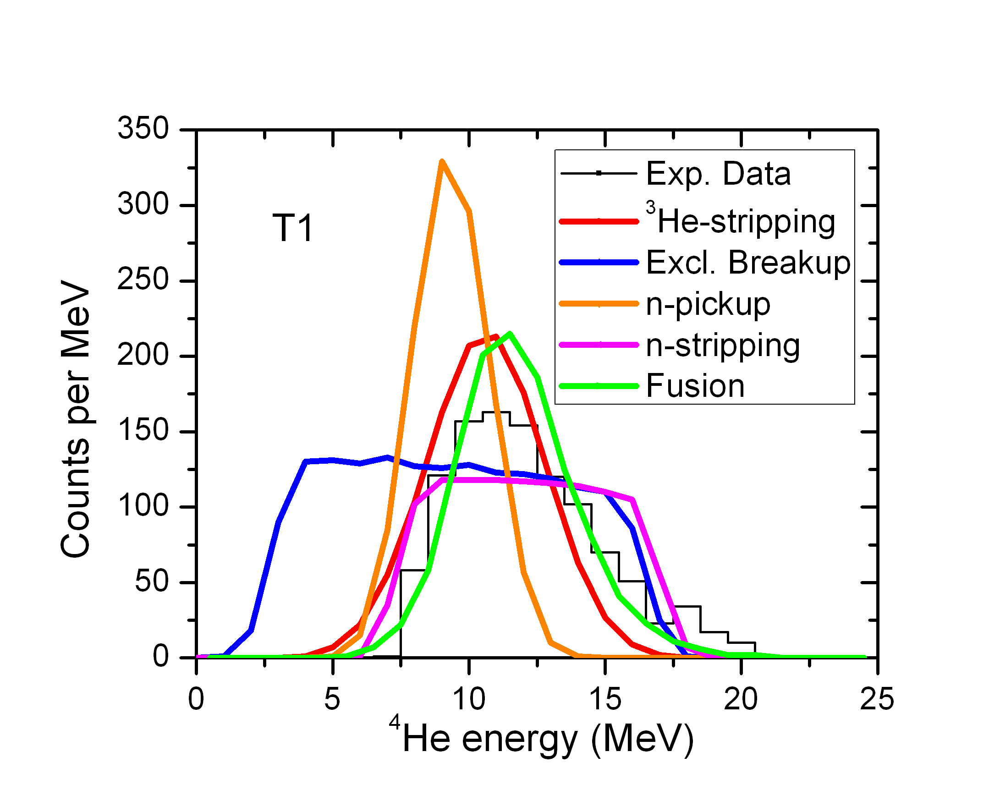 350
300
250
200
150
100
50
0
Counts per MeV
T1
Exp. Data
³He-stripping
Excl. Breakup
n-pickup
n-stripping
Fusion
0 5 10 15 20 25
⁴He energy (MeV)